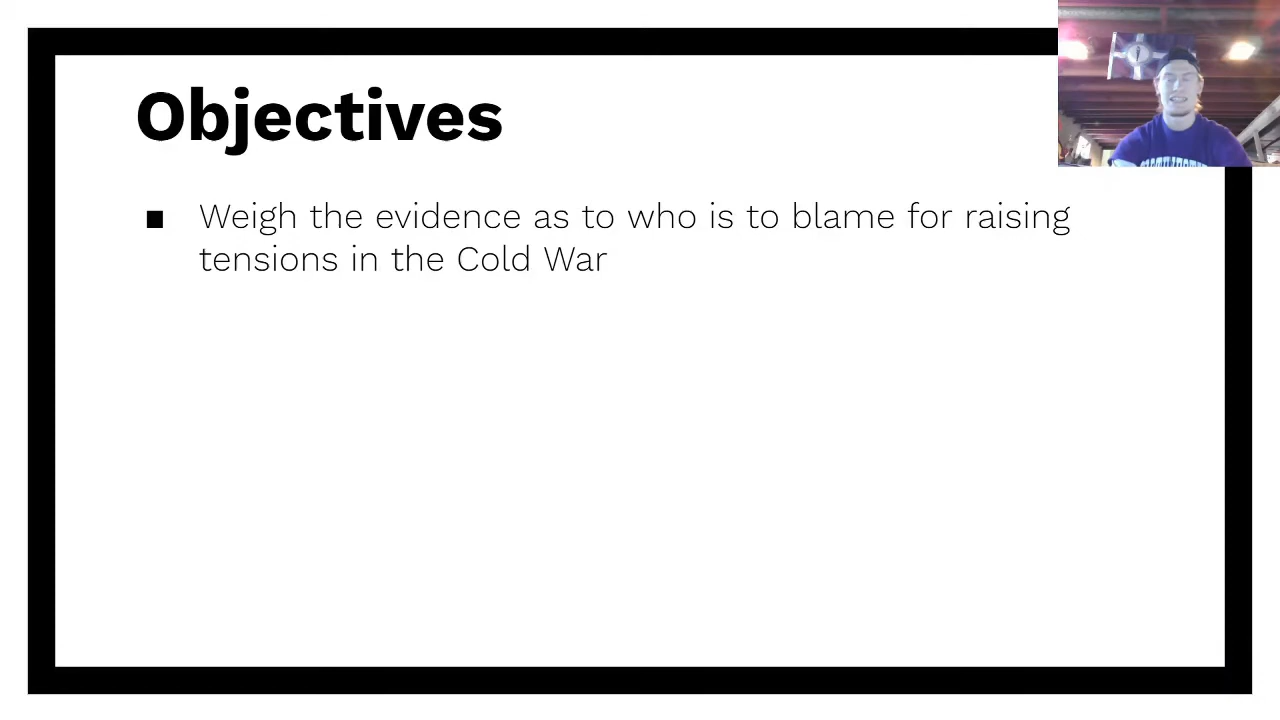 Objectives
■ Weigh the evidence as to who is to blame for raising
tensions in the Cold War